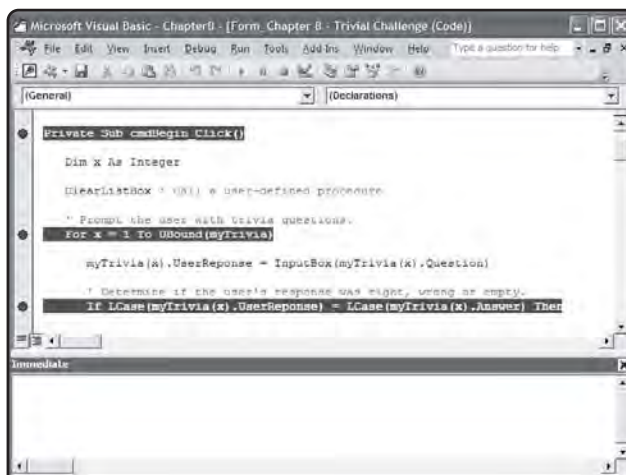 Microsoft Visual Basic - Chapter8 - [Form_Chapter 8 - Trivial Challenge (Code)]
File Edit View Insert Debug Run Tools Add-Ins Window Help Type a question for help
(General) (Declarations)
Private Sub cmdBegin_Click()
Dim x As Integer
ClearListBox ' Call a user-defined procedure
' Prompt the user with trivia questions.
For x = 1 To UBound(myTrivia)
myTrivia(x).UserReponse = InputBox(myTrivia(x).Question)
' Determine if the user's response was right, wrong or empty.
If LCase(myTrivia(x).UserReponse) = LCase(myTrivia(x).Answer) Then
Immediate